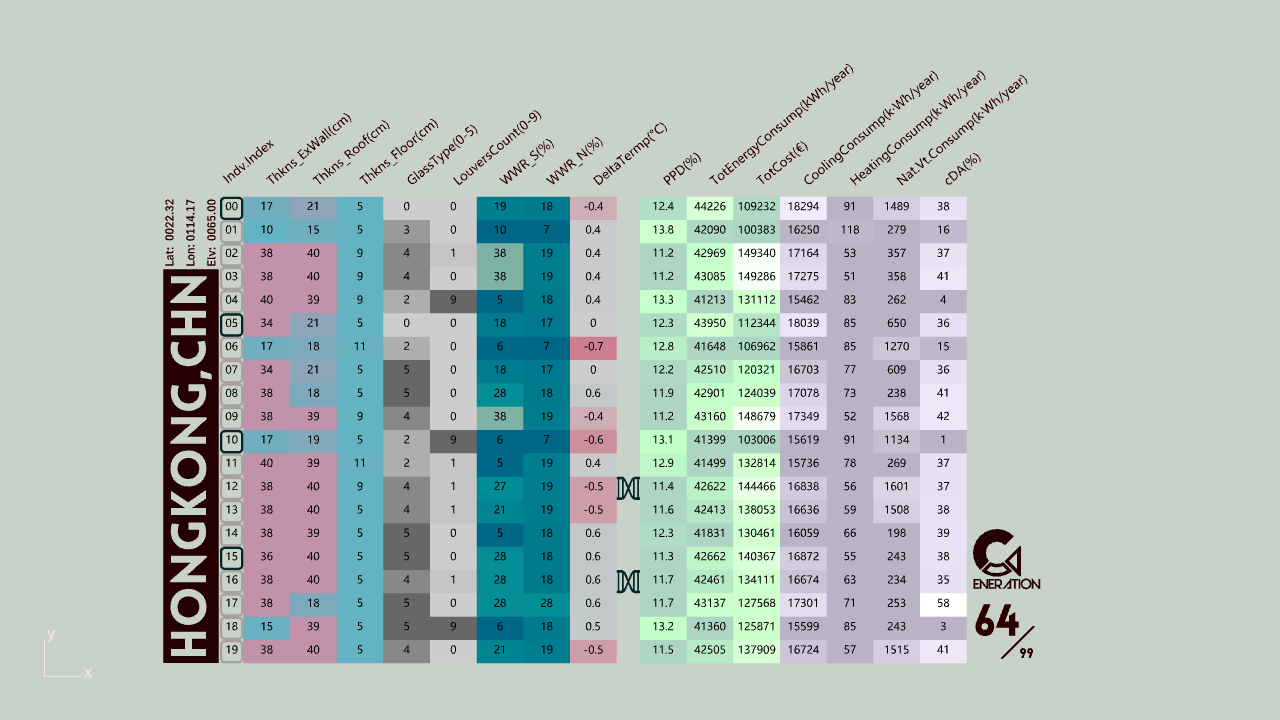 Indv.Index Thkns_ExWall(cm) Thkns_Roof(cm) Thkns_Floor(cm) GlassType(0-5) LouversCount(0-9) WWR_S(%) WWR_N(%) DeltaTermp(°C) PPD(%) TotEnergyConsump(kWh/year) TotCost(€) CoolingConsump(k·Wh/year) HeatingConsump(k·Wh/year) Nat.Vt.Consump(k·Wh/year) cDA(%)
Lat: 0022.32
Lon: 0114.17
Elv: 0065.00
HONGKONG,CHN
00 17 21 5 0 0 19 18 -0.4 12.4 44226 109232 18294 91 1489 38
01 10 15 5 3 0 10 7 0.4 13.8 42090 100383 16250 118 279 16
02 38 40 9 4 1 38 19 0.4 11.2 42969 149340 17164 53 357 37
03 38 40 9 4 0 38 19 0.4 11.2 43085 149286 17275 51 358 41
04 40 39 9 2 9 5 18 0.4 13.3 41213 131112 15462 83 262 4
05 34 21 5 0 0 18 17 0 12.3 43950 112344 18039 85 650 36
06 17 18 11 2 0 6 7 -0.7 12.8 41648 106962 15861 85 1270 15
07 34 21 5 5 0 18 17 0 12.2 42510 120321 16703 77 609 36
08 38 18 5 5 0 28 18 0.6 11.9 42901 124039 17078 73 238 41
09 38 39 9 4 0 38 19 -0.4 11.2 43160 148679 17349 52 1568 42
10 17 19 5 2 9 6 7 -0.6 13.1 41399 103006 15619 91 1134 1
11 40 39 11 2 1 5 19 0.4 12.9 41499 132814 15736 78 269 37
12 38 40 9 4 1 27 19 -0.5 11.4 42622 144466 16838 56 1601 37
13 38 40 5 4 1 21 19 -0.5 11.6 42413 138053 16636 59 1508 38
14 38 39 5 5 0 5 18 0.6 12.3 41831 130461 16059 66 198 39
15 36 40 5 5 0 28 18 0.6 11.3 42662 140367 16872 55 243 38
16 38 40 5 4 1 28 18 0.6 11.7 42461 134111 16674 63 234 35
17 38 18 5 5 0 28 28 0.6 11.7 43137 127568 17301 71 253 58
18 15 39 5 5 9 6 18 0.5 13.2 41360 125871 15599 85 243 3
19 38 40 5 4 0 21 19 -0.5 11.5 42505 137909 16724 57 1515 41
ENERATION
64/99
y
x